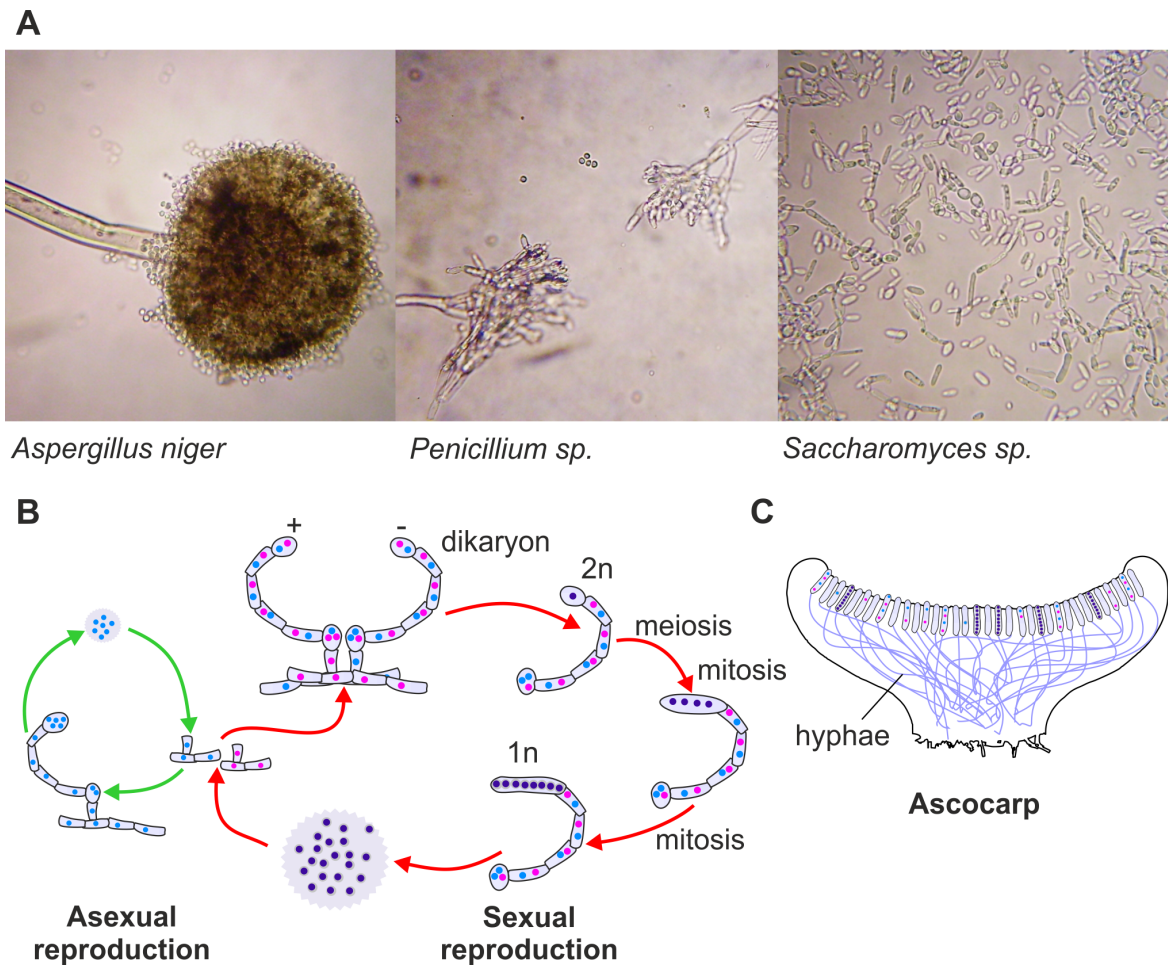 A
Aspergillus niger
Penicillium sp.
Saccharomyces sp.
B
+
-
dikaryon
2n
meiosis
mitosis
1n
mitosis
Asexual
reproduction
Sexual
reproduction
C
hyphae
Ascocarp